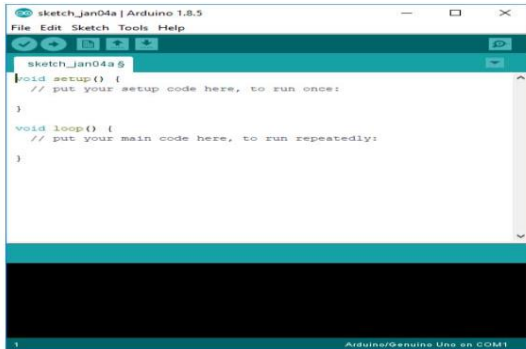 sketch_jan04a | Arduino 1.8.5
File Edit Sketch Tools Help
sketch_jan04a §
void setup() {
// put your setup code here, to run once:
}
void loop() {
// put your main code here, to run repeatedly:
}
1 Arduino/Genuino Uno on COM1